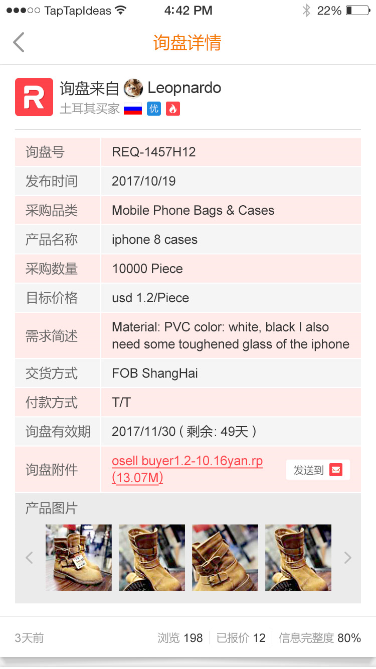 TapTapIdeas
4:42 PM
22%
询盘详情
R
询盘来自 Leopnardo
土耳其买家 优
询盘号 REQ-1457H12
发布时间 2017/10/19
采购品类 Mobile Phone Bags & Cases
产品名称 iphone 8 cases
采购数量 10000 Piece
目标价格 usd 1.2/Piece
需求简述 Material: PVC color: white, black I also
need some toughened glass of the iphone
交货方式 FOB ShangHai
付款方式 T/T
询盘有效期 2017/11/30 ( 剩余: 49天 )
询盘附件 osell buyer1.2-10.16yan.rp
(13.07M)
发送到
产品图片
3天前 浏览 198 已报价 12 信息完整度 80%